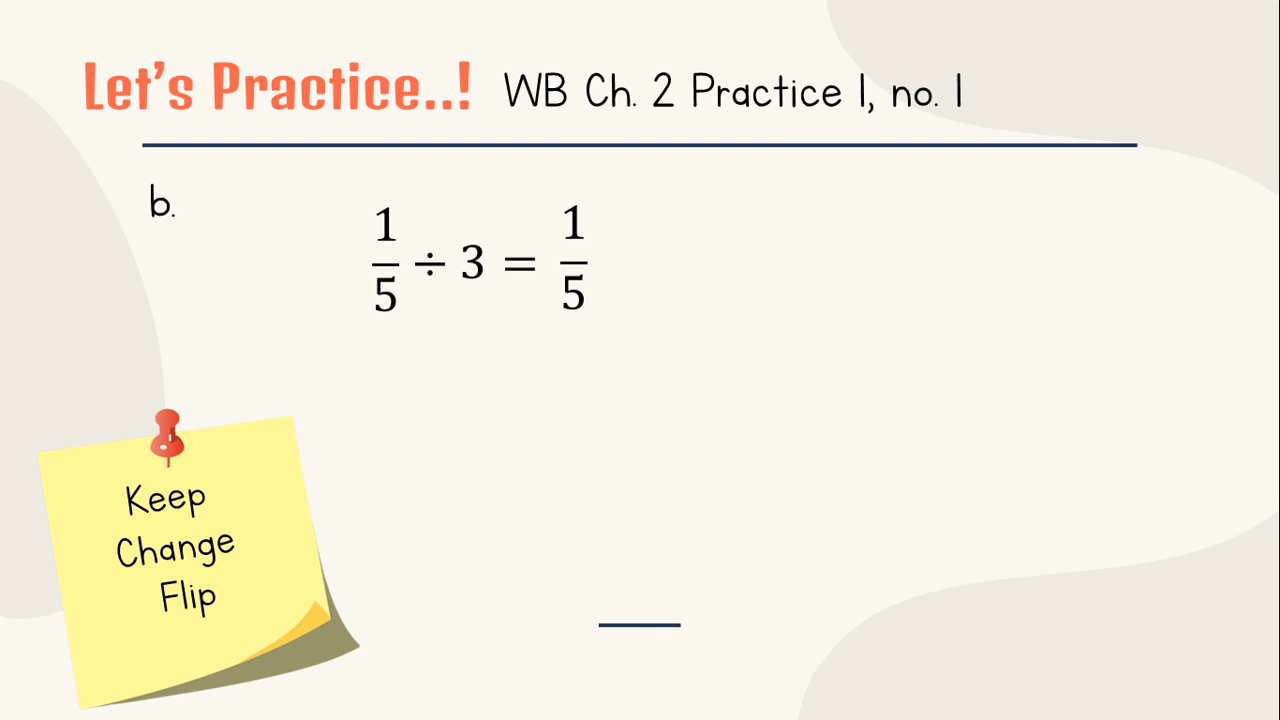 Let's Practice..! WB Ch. 2 Practice 1, no. 1
b.
1/5 ÷ 3 = 1/5
Keep
Change
Flip